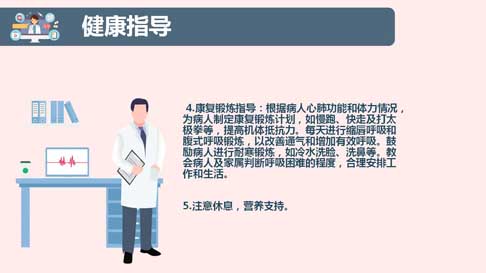 健康指导
4.康复锻炼指导：根据病人心肺功能和体力情况，
为病人制定康复锻炼计划，如慢跑、快走及打太
极拳等，提高机体抵抗力。每天进行缩唇呼吸和
腹式呼吸锻炼，以改善通气和增加有效呼吸。鼓
励病人进行耐寒锻炼，如冷水洗脸、洗鼻等。教
会病人及家属判断呼吸困难的程度，合理安排工
作和生活。
5.注意休息，营养支持。